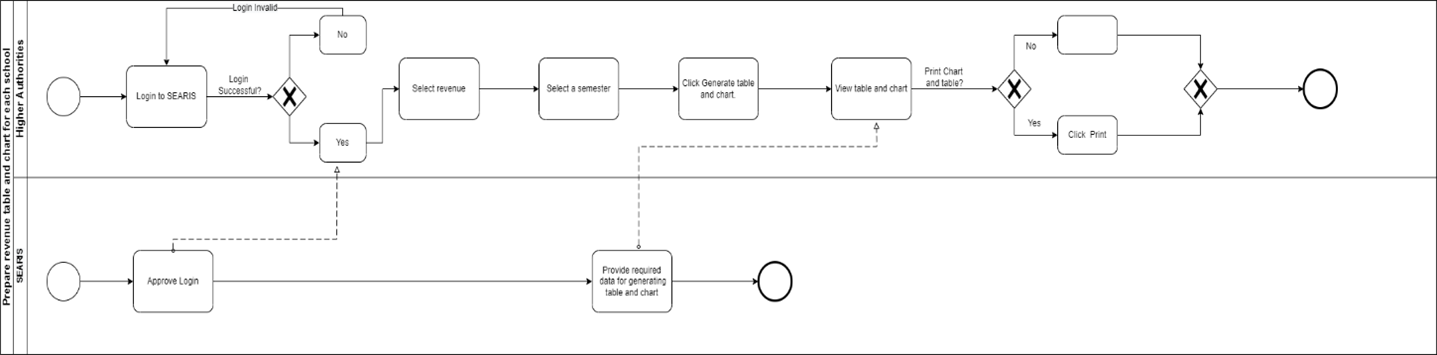 Prepare revenue table and chart for each school
Higher Authorities
Login Invalid
No
Login to SEARIS
Login
Successful?
Yes
Select revenue
Select a semester
Click Generate table
and chart.
View table and chart
Print Chart
and table?
No
Yes
Click Print
SEARIS
Approve Login
Provide required
data for generating
table and chart